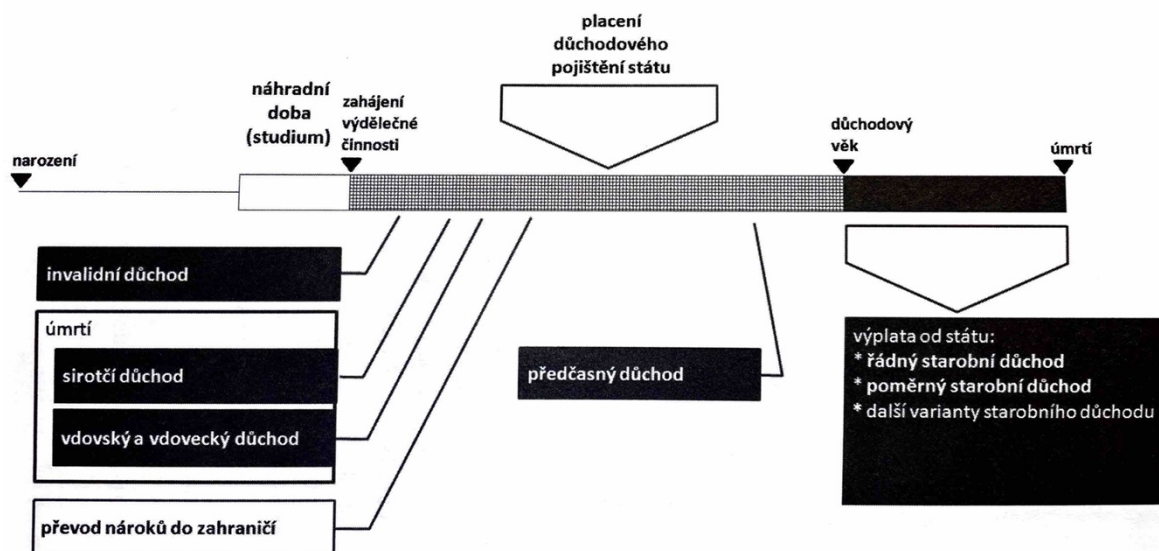 placení
důchodového
pojištění státu
náhradní
doba
(studium)
zahájení
výdělečné
činnosti
důchodový
věk
úmrtí
narození
invalidní důchod
úmrtí
sirotčí důchod
vdovský a vdovecký důchod
převod nároků do zahraničí
předčasný důchod
výplata od státu:
* řádný starobní důchod
* poměrný starobní důchod
* další varianty starobního důchodu